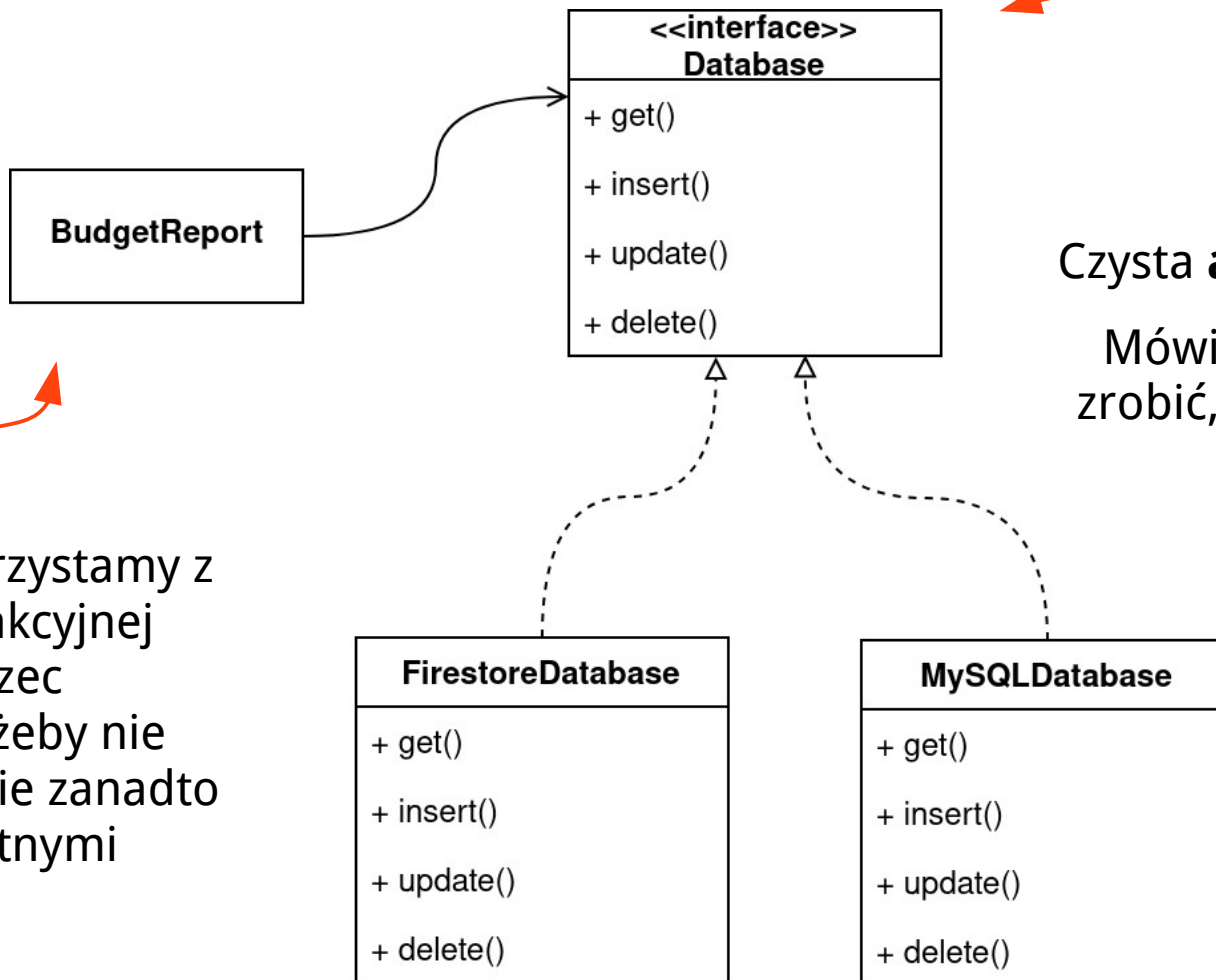 <<interface>>
Database
+ get()
+ insert()
+ update()
+ delete()
BudgetReport
Czysta
Mówi
zrobić,
rzystamy z
akcyjnej
zec
żeby nie
ie zanadto
tnymi
FirestoreDatabase
+ get()
+ insert()
+ update()
+ delete()
MySQLDatabase
+ get()
+ insert()
+ update()
+ delete()